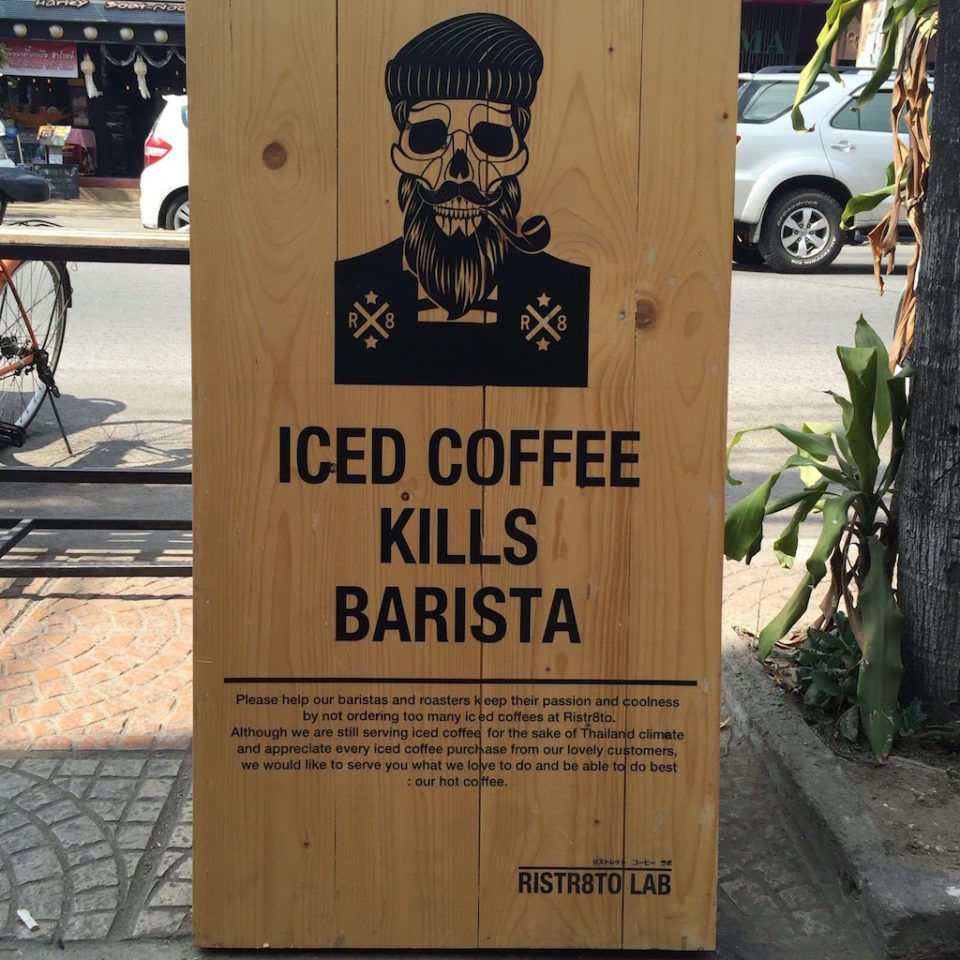 Harley
R 8
R 8
ICED COFFEE
KILLS
BARISTA
Please help our baristas and roasters keep their passion and coolness
by not ordering too many iced coffees at Ristr8to.
Although we are still serving iced coffee for the sake of Thailand climate
and appreciate every iced coffee purchase from our lovely customers,
we would like to serve you what we love to do and be able to do best
: our hot coffee.
リストレット コーヒー ラボ
RISTR8TO LAB